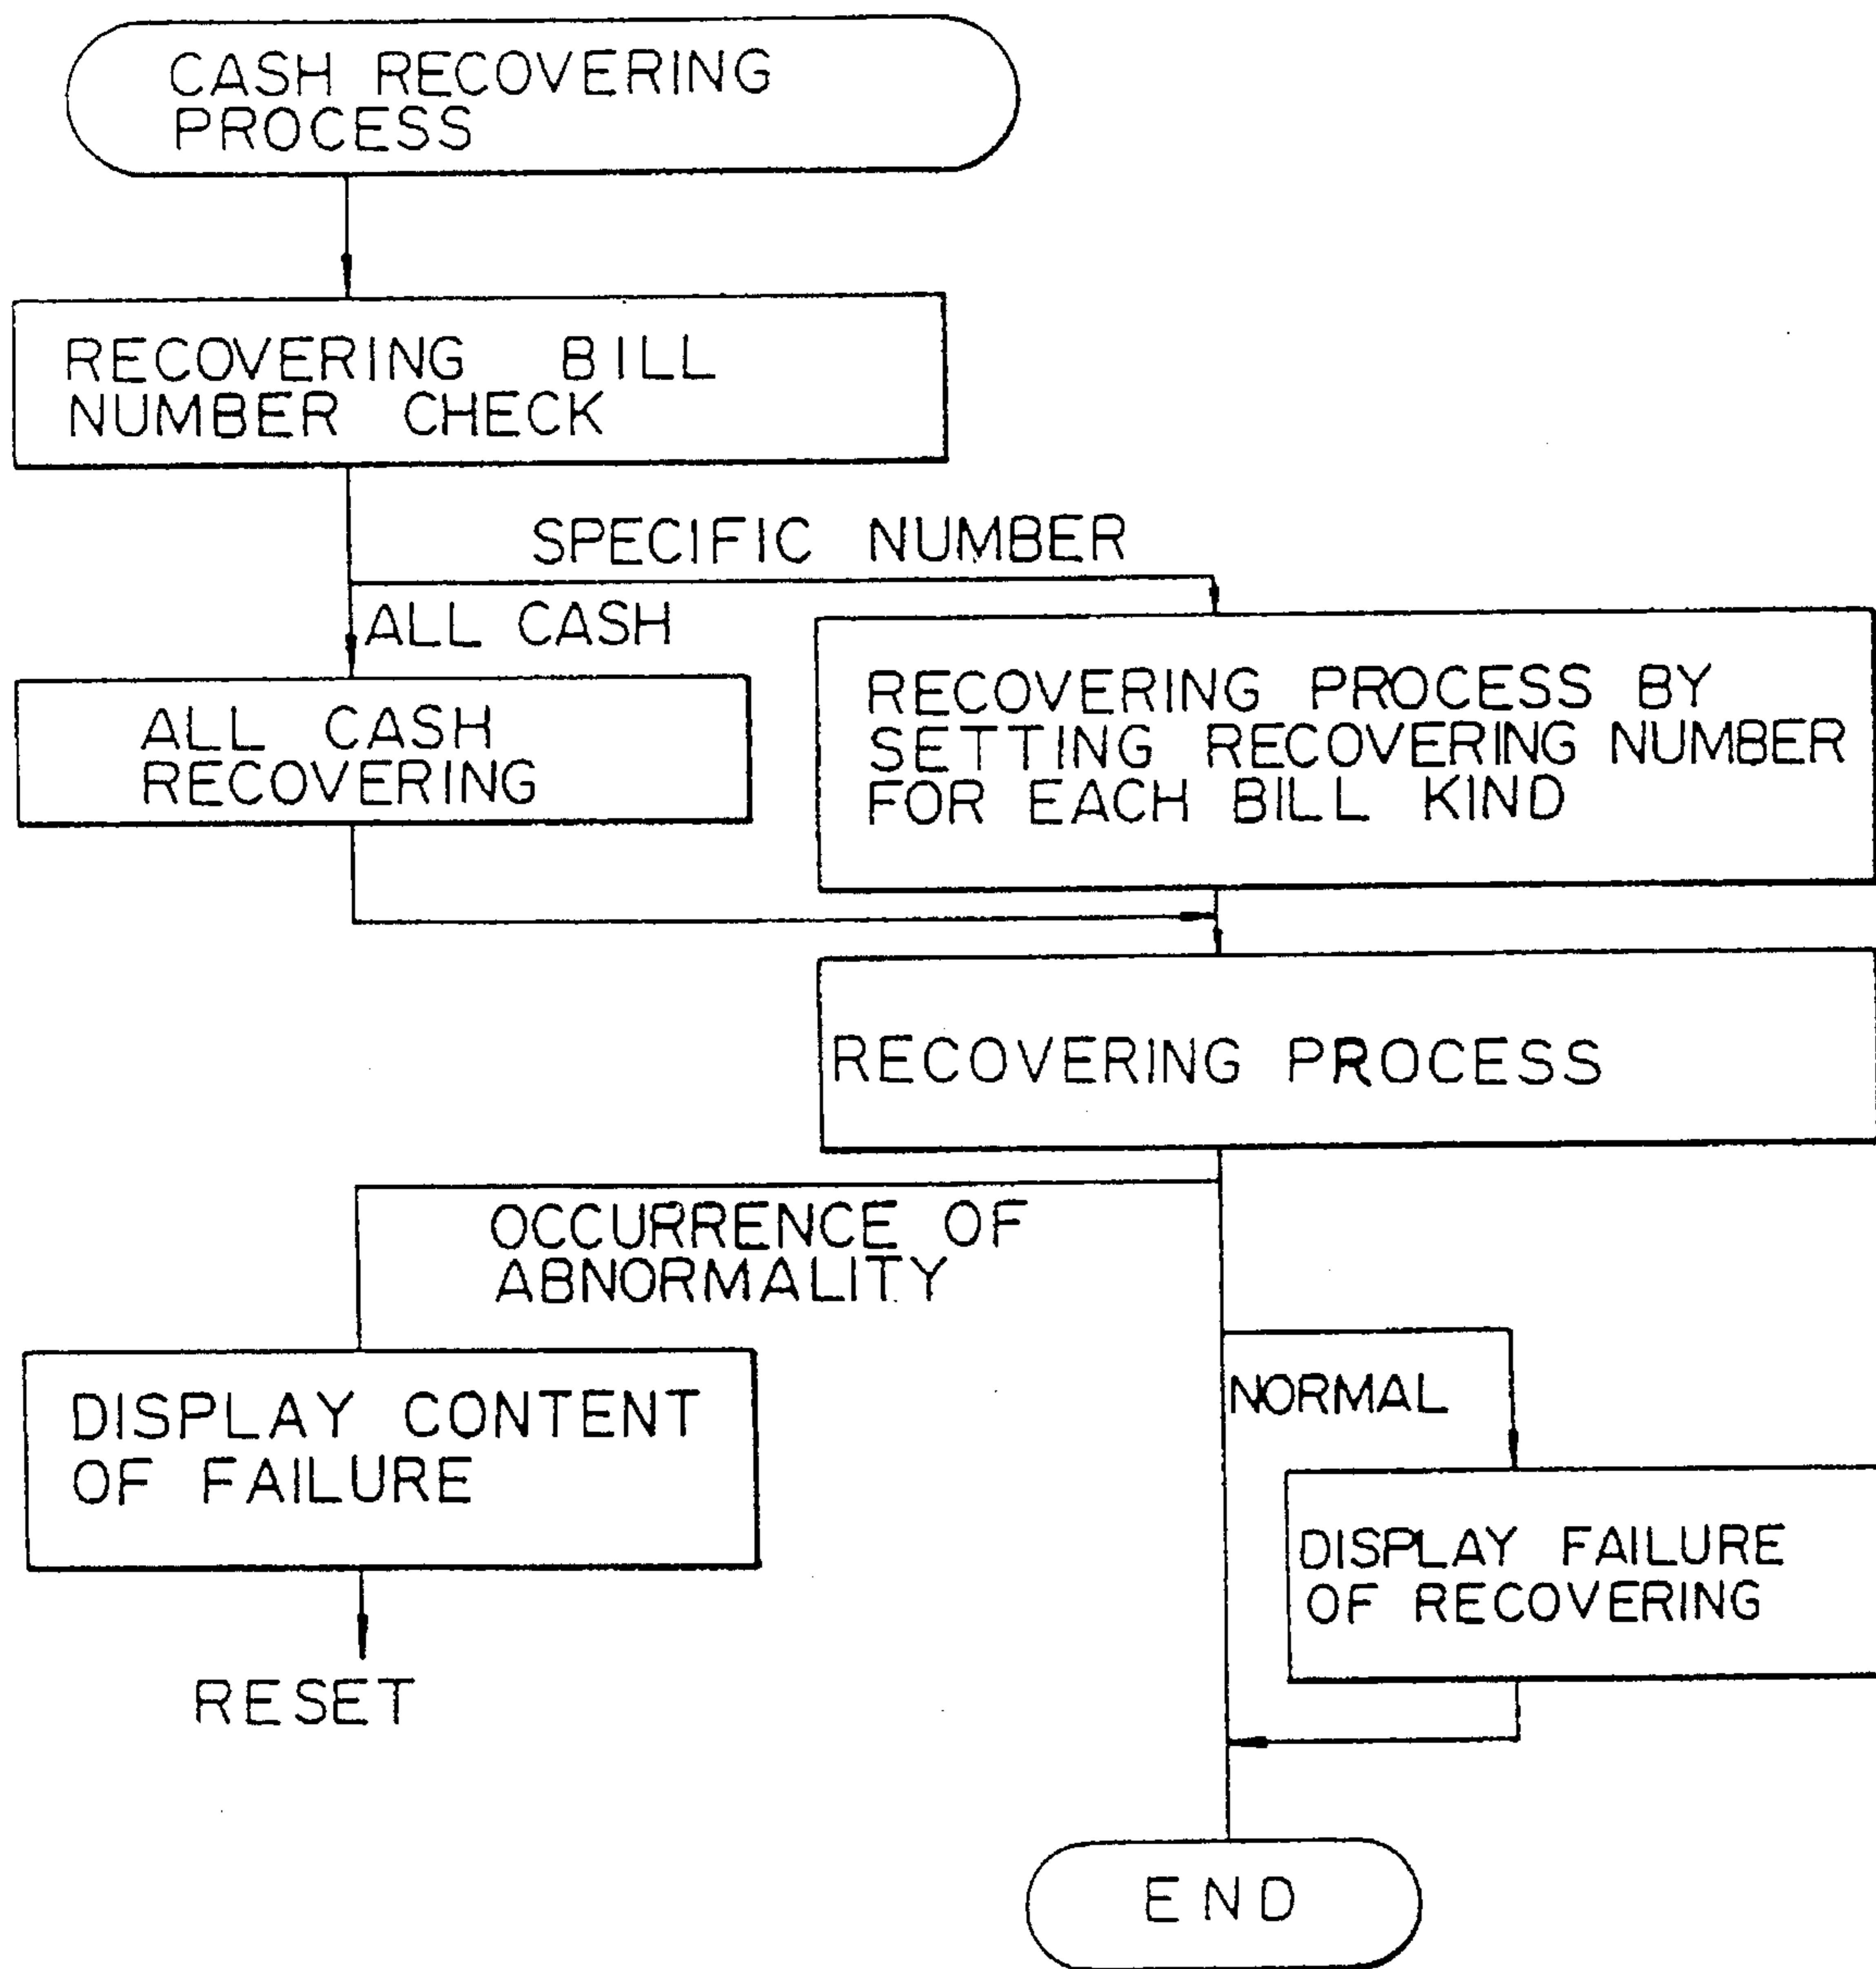 CASH RECOVERING
PROCESS
RECOVERING BILL
NUMBER CHECK
SPECIFIC NUMBER
ALL CASH
ALL CASH
RECOVERING
RECOVERING PROCESS BY
SETTING RECOVERING NUMBER
FOR EACH BILL KIND
RECOVERING PROCESS
OCCURRENCE OF
ABNORMALITY
NORMAL
DISPLAY CONTENT
OF FAILURE
DISPLAY FAILURE
OF RECOVERING
RESET
END